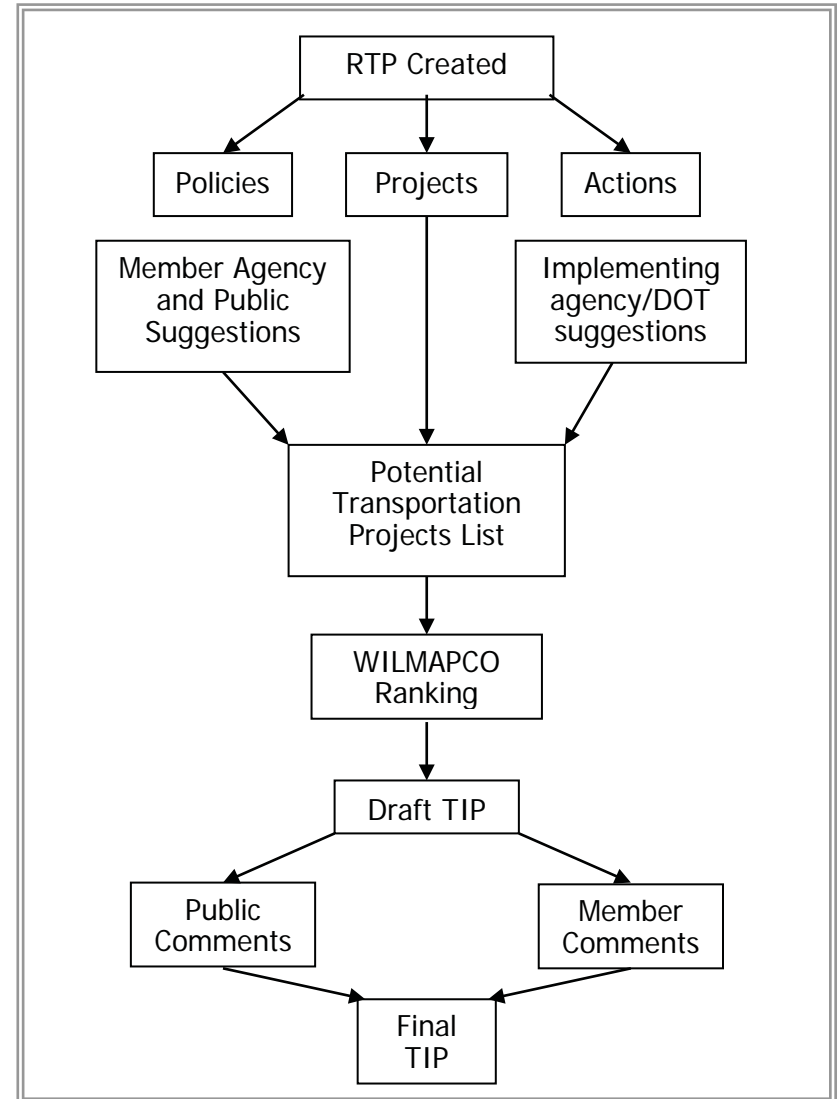 RTP Created
Policies
Projects
Actions
Member Agency
and Public
Suggestions
Implementing
agency/DOT
suggestions
Potential
Transportation
Projects List
WILMAPCO
Ranking
Draft TIP
Public
Comments
Member
Comments
Final
TIP